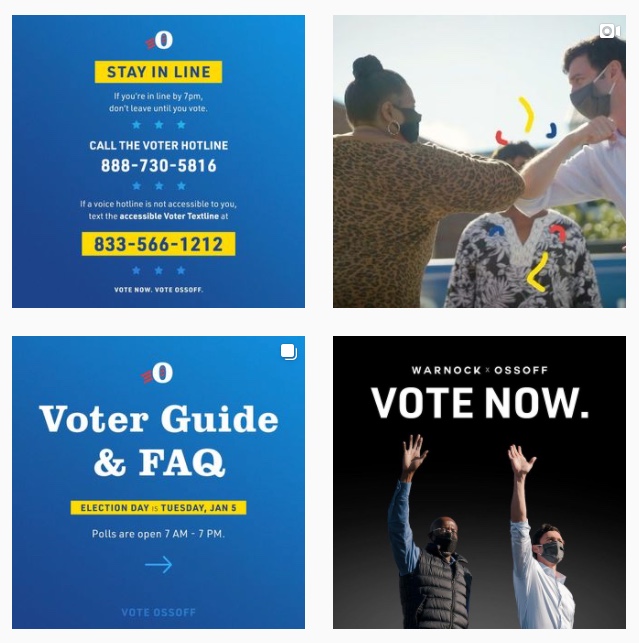 O
STAY IN LINE
If you're in line by 7pm,
don't leave until you vote.
CALL THE VOTER HOTLINE
888-730-5816
If a voice hotline is not accessible to you,
text the accessible Voter Textline at
833-566-1212
VOTE NOW. VOTE OSSOFF.
O
Voter Guide
& FAQ
ELECTION DAY IS TUESDAY, JAN 5
Polls are open 7 AM - 7 PM.
VOTE OSSOFF
WARNOCK x OSSOFF
VOTE NOW.